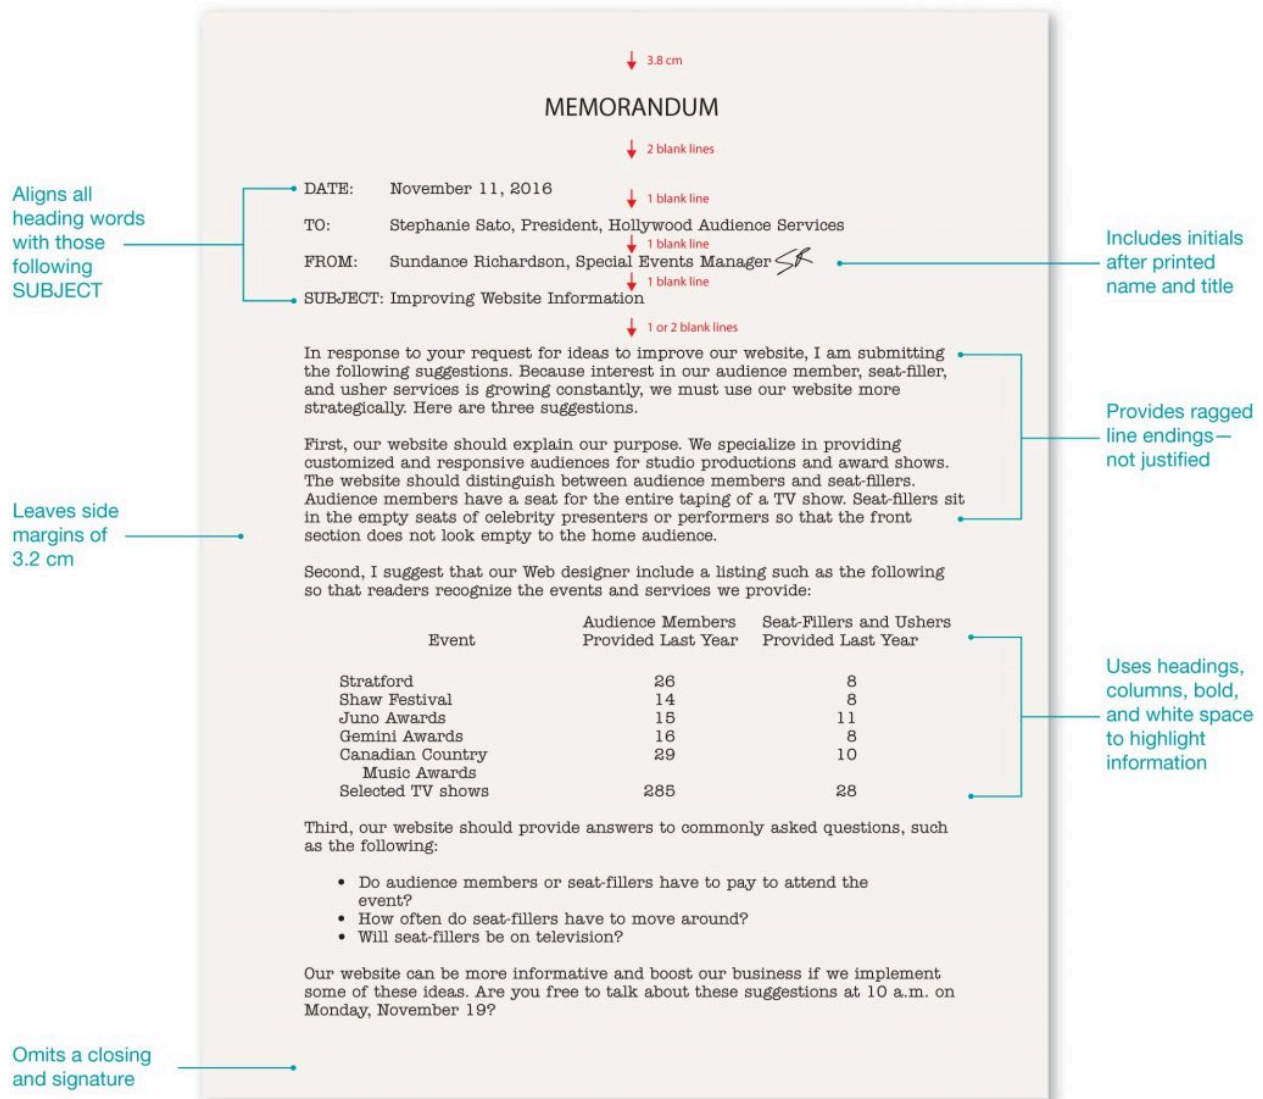 3.8 cm
MEMORANDUM
2 blank lines
DATE: November 11, 2016
1 blank line
TO: Stephanie Sato, President, Hollywood Audience Services
1 blank line
FROM: Sundance Richardson, Special Events Manager SR
1 blank line
SUBJECT: Improving Website Information
1 or 2 blank lines
In response to your request for ideas to improve our website, I am submitting
the following suggestions. Because interest in our audience member, seat-filler,
and usher services is growing constantly, we must use our website more
strategically. Here are three suggestions.
First, our website should explain our purpose. We specialize in providing
customized and responsive audiences for studio productions and award shows.
The website should distinguish between audience members and seat-fillers.
Audience members have a seat for the entire taping of a TV show. Seat-fillers sit
in the empty seats of celebrity presenters or performers so that the front
section does not look empty to the home audience.
Second, I suggest that our Web designer include a listing such as the following
so that readers recognize the events and services we provide:
Audience Members Seat-Fillers and Ushers
Event Provided Last Year Provided Last Year
Stratford 26 8
Shaw Festival 14 8
Juno Awards 15 11
Gemini Awards 16 8
Canadian Country 29 10
Music Awards
Selected TV shows 285 28
Third, our website should provide answers to commonly asked questions, such
as the following:
• Do audience members or seat-fillers have to pay to attend the
event?
• How often do seat-fillers have to move around?
• Will seat-fillers be on television?
Our website can be more informative and boost our business if we implement
some of these ideas. Are you free to talk about these suggestions at 10 a.m. on
Monday, November 19?
Aligns all
heading words
with those
following
SUBJECT
Leaves side
margins of
3.2 cm
Omits a closing
and signature
Includes initials
after printed
name and title
Provides ragged
line endings—
not justified
Uses headings,
columns, bold,
and white space
to highlight
information